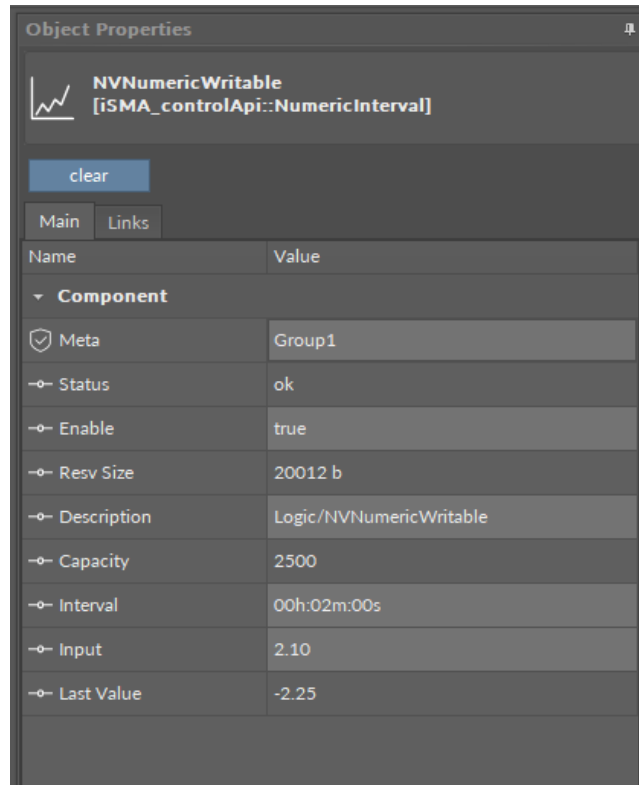 Object Properties
NVNumericWritable
[iSMA_controlApi::NumericInterval]
clear
Main Links
Name Value
Component
Meta Group1
Status ok
Enable true
Resv Size 20012 b
Description Logic/NVNumericWritable
Capacity 2500
Interval 00h:02m:00s
Input 2.10
Last Value -2.25